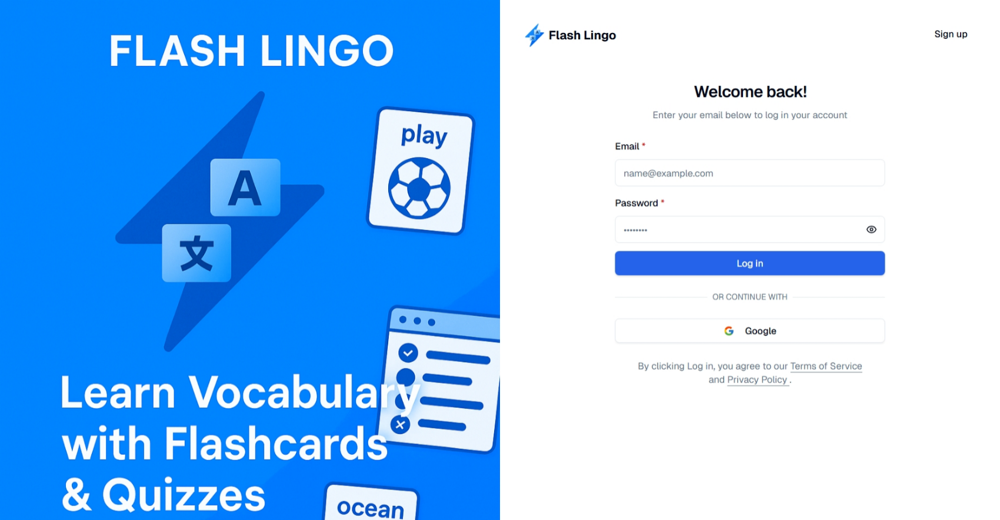 FLASH LINGO
A
文
play
Learn Vocabulary
with Flashcards
& Quizzes
ocean
Flash Lingo
Sign up
Welcome back!
Enter your email below to log in your account
Email *
name@example.com
Password *
••••••••
Log in
OR CONTINUE WITH
Google
By clicking Log in, you agree to our Terms of Service
and Privacy Policy .